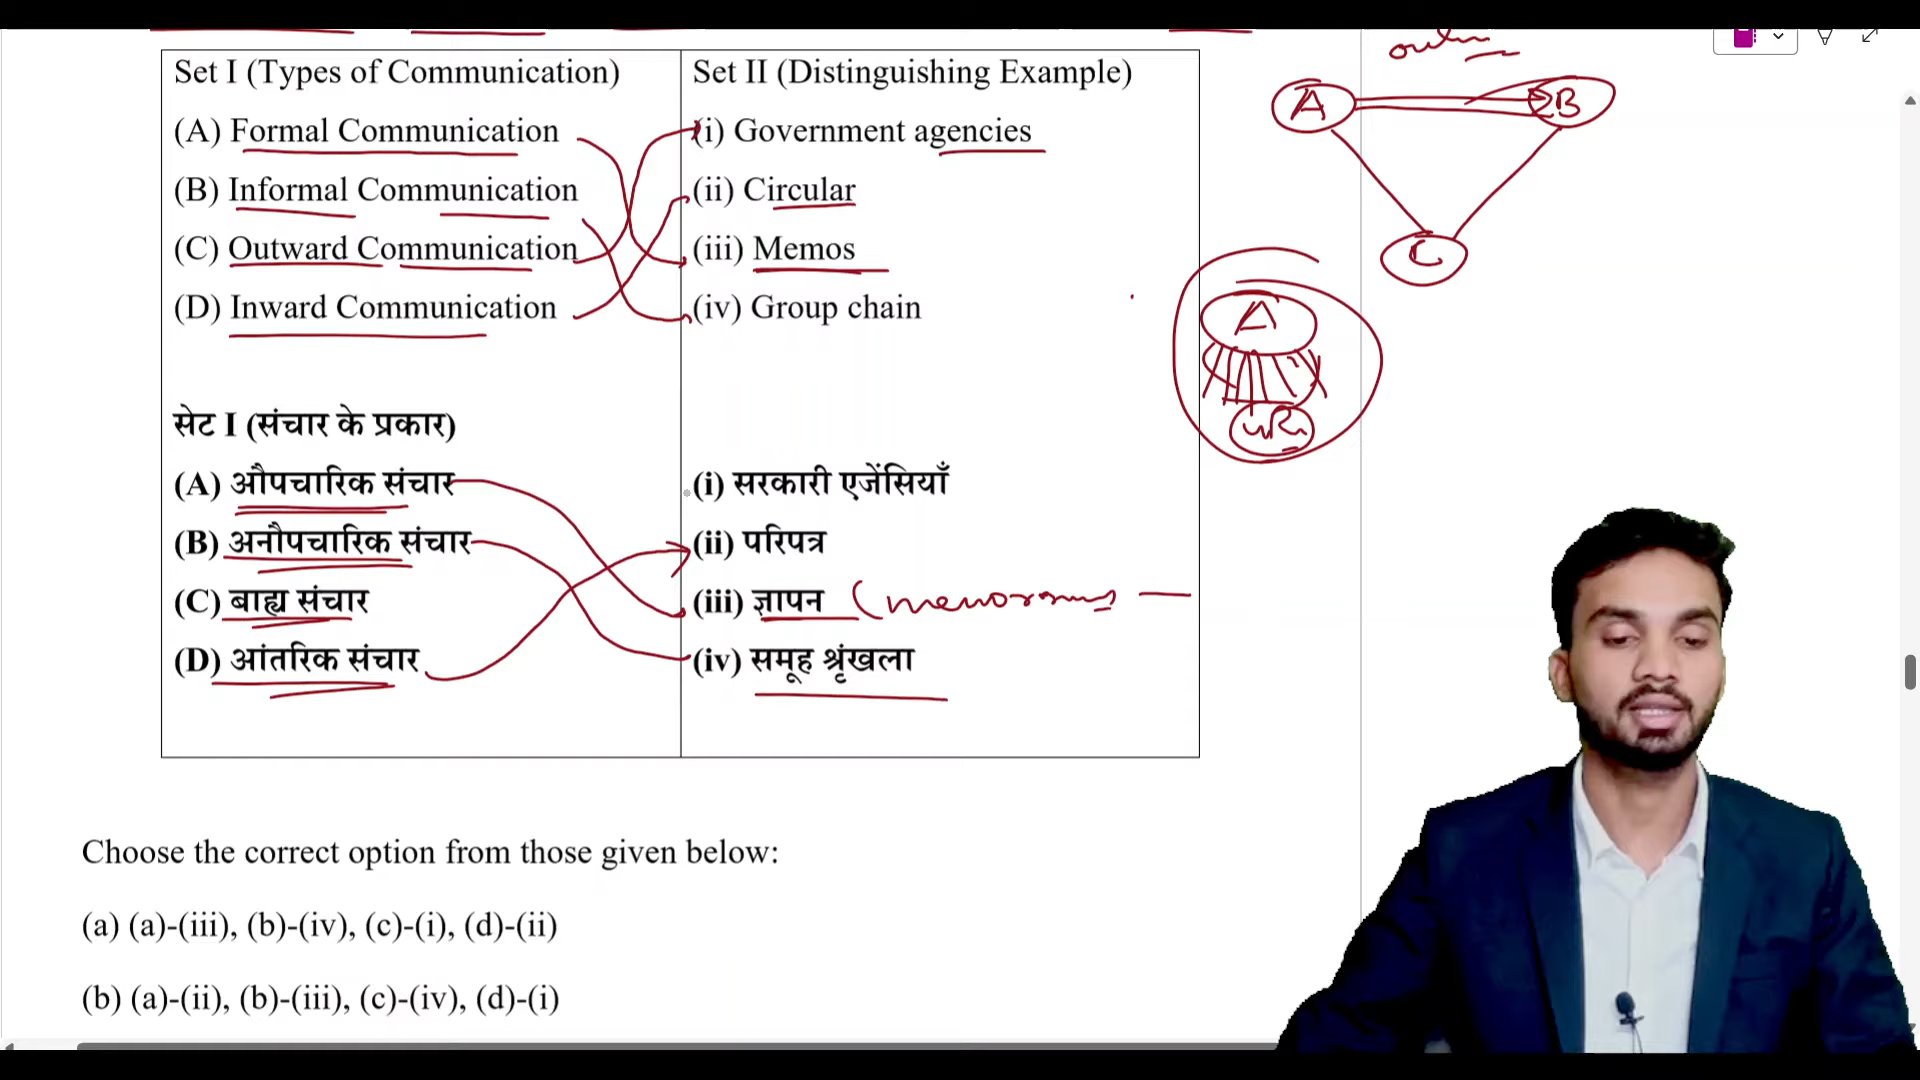 Set I (Types of Communication)
(A) Formal Communication
(B) Informal Communication
(C) Outward Communication
(D) Inward Communication
सेट I (संचार के प्रकार)
(A) औपचारिक संचार
(B) अनौपचारिक संचार
(C) बाह्य संचार
(D) आंतरिक संचार
Set II (Distinguishing Example)
(i) Government agencies
(ii) Circular
(iii) Memos
(iv) Group chain
(i) सरकारी एजेंसियाँ
(ii) परिपत्र
(iii) ज्ञापन
(iv) समूह श्रृंखला
A
B
C
A
Choose the correct option from those given below:
(a) (a)-(iii), (b)-(iv), (c)-(i), (d)-(ii)
(b) (a)-(ii), (b)-(iii), (c)-(iv), (d)-(i)